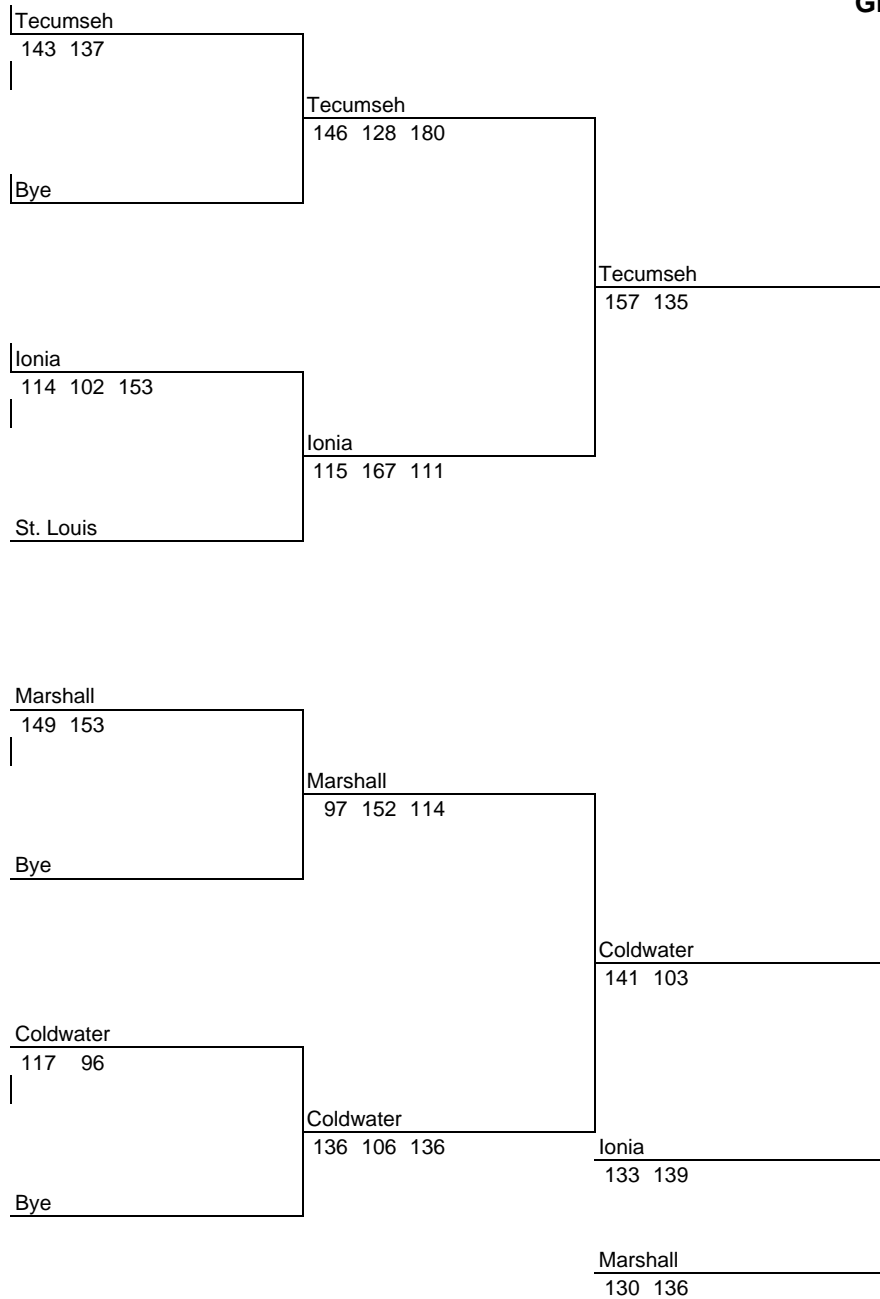 Tecumseh
143 137
Tecumseh
146 128 180
Bye
Tecumseh
157 135
Ionia
114 102 153
Ionia
115 167 111
St. Louis
Marshall
149 153
Marshall
97 152 114
Bye
Coldwater
141 103
Coldwater
117 96
Coldwater
136 106 136
Ionia
133 139
Bye
Marshall
130 136